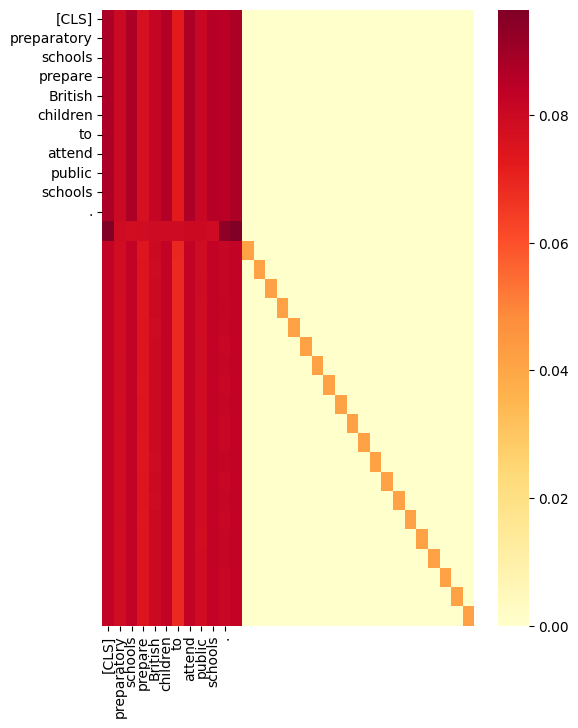 [CLS]
preparatory
schools
prepare
British
children
to
attend
public
schools
.
0.08
0.06
0.04
0.02
0.00
[CLS]
preparatory
schools
prepare
British
children
to
attend
public
schools
.